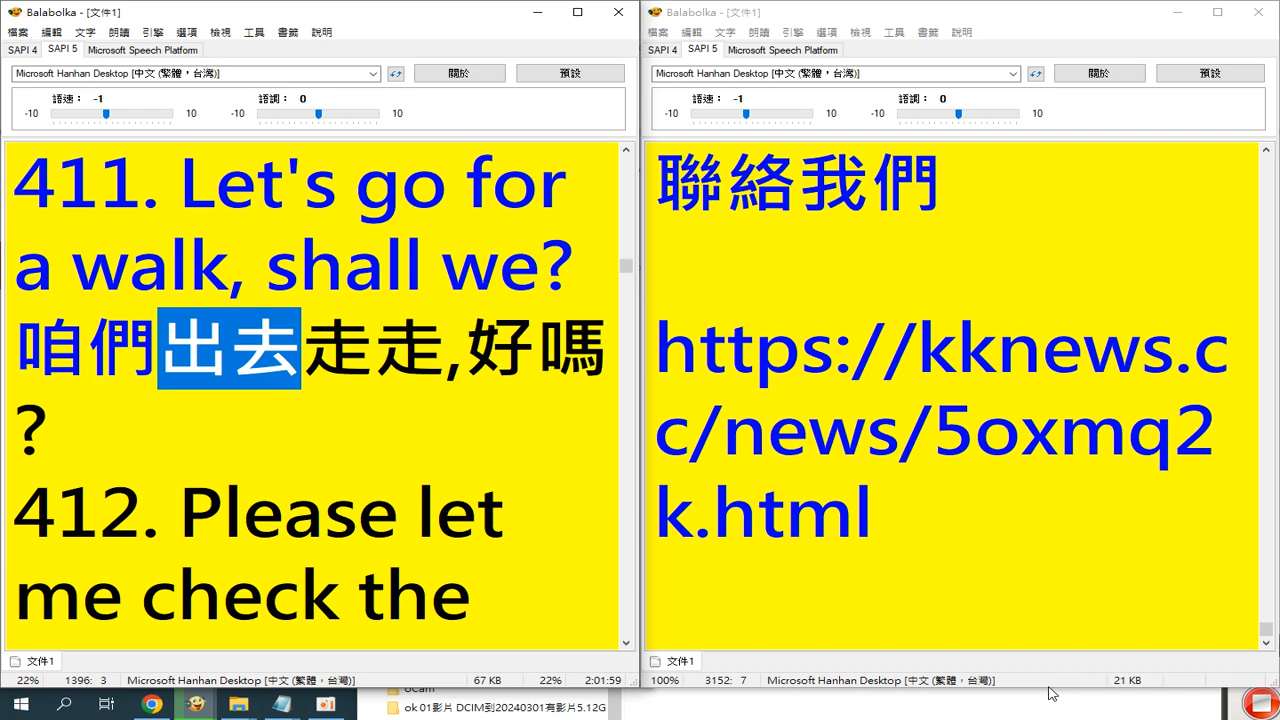 Balabolka - [文件1]
檔案 編輯 文字 朗讀 引擎 選項 檢視 工具 書籤 說明
SAPI 4 SAPI 5 Microsoft Speech Platform
Microsoft Hanhan Desktop [中文 (繁體，台灣)] 關於 預設
語速： -1 語調： 0
-10 10 -10 10
411. Let's go for
a walk, shall we?
咱們出去走走,好嗎
?
412. Please let
me check the
文件1
22% 1396: 3 Microsoft Hanhan Desktop [中文 (繁體，台灣)] 67 KB 22% 2:01:59
Balabolka - [文件1]
檔案 編輯 文字 朗讀 引擎 選項 檢視 工具 書籤 說明
SAPI 4 SAPI 5 Microsoft Speech Platform
Microsoft Hanhan Desktop [中文 (繁體，台灣)] 關於 預設
語速： -1 語調： 0
-10 10 -10 10
聯絡我們
https://kknews.c
c/news/5oxmq2
k.html
文件1
100% 3152: 7 Microsoft Hanhan Desktop [中文 (繁體，台灣)] 21 KB
oCam
ok 01影片 DCIM到20240301有影片5.12G